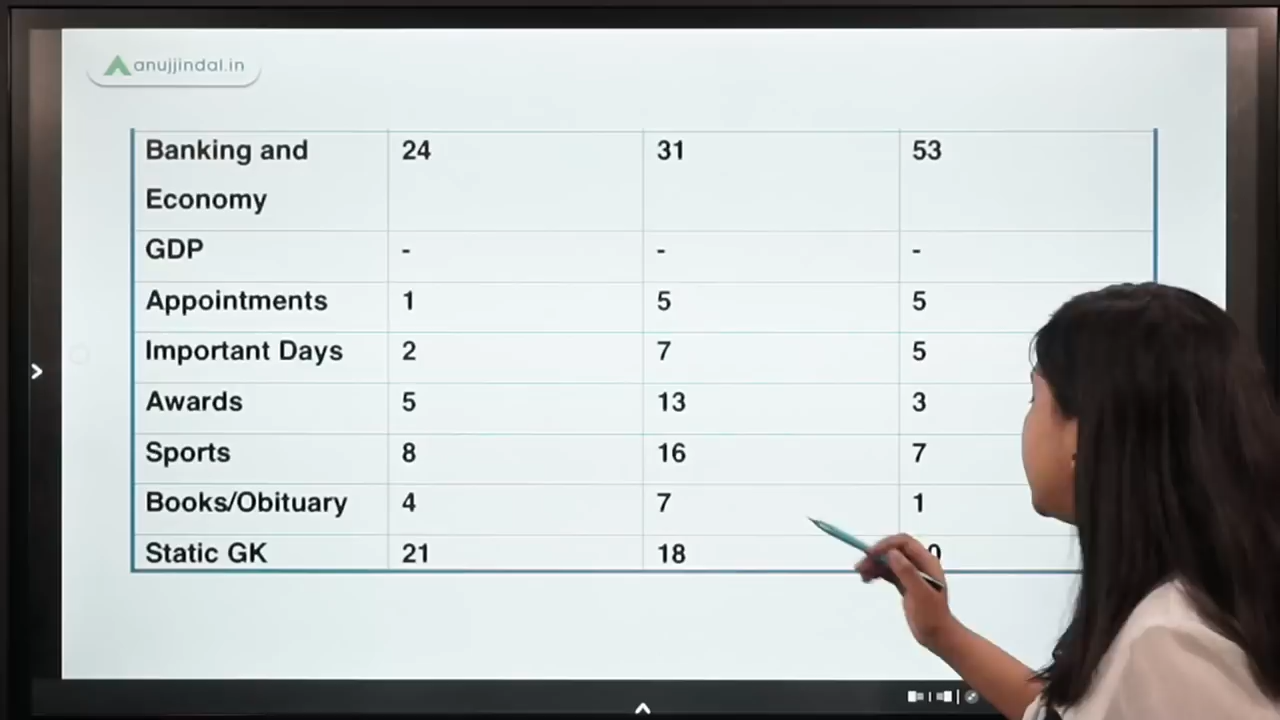 anujjindal.in
Banking and 24 31 53
Economy
GDP - - -
Appointments 1 5 5
Important Days 2 7 5
Awards 5 13 3
Sports 8 16 7
Books/Obituary 4 7 1
Static GK 21 18